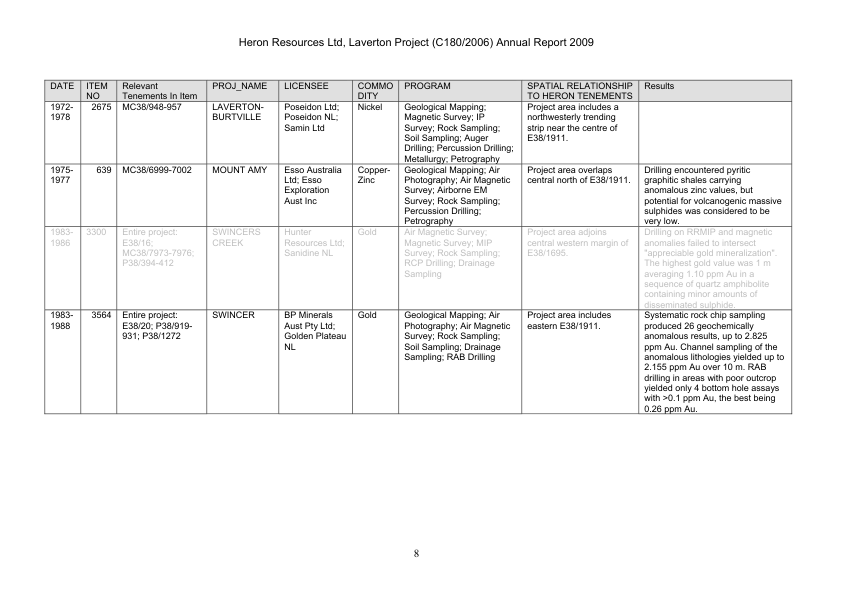 Heron Resources Ltd, Laverton Project (C180/2006) Annual Report 2009
DATE
ITEM
NO
Relevant
Tenements In Item
PROJ_NAME
LICENSEE
COMMO
DITY
PROGRAM
SPATIAL RELATIONSHIP
TO HERON TENEMENTS
Results
1972-
1978
2675
MC38/948-957
LAVERTON-
BURTVILLE
Poseidon Ltd;
Poseidon NL;
Samin Ltd
Nickel
Geological Mapping;
Magnetic Survey; IP
Survey; Rock Sampling;
Soil Sampling; Auger
Drilling; Percussion Drilling;
Metallurgy; Petrography
Project area includes a
northwesterly trending
strip near the centre of
E38/1911.
1975-
1977
639
MC38/6999-7002
MOUNT AMY
Esso Australia
Ltd; Esso
Exploration
Aust Inc
Copper-
Zinc
Geological Mapping; Air
Photography; Air Magnetic
Survey; Airborne EM
Survey; Rock Sampling;
Percussion Drilling;
Petrography
Project area overlaps
central north of E38/1911.
Drilling encountered pyritic
graphitic shales carrying
anomalous zinc values, but
potential for volcanogenic massive
sulphides was considered to be
very low.
1983-
1986
3300
Entire project:
E38/16;
MC38/7973-7976;
P38/394-412
SWINCERS
CREEK
Hunter
Resources Ltd;
Sanidine NL
Gold
Air Magnetic Survey;
Magnetic Survey; MIP
Survey; Rock Sampling;
RCP Drilling; Drainage
Sampling
Project area adjoins
central western margin of
E38/1695.
Drilling on RRMIP and magnetic
anomalies failed to intersect
"appreciable gold mineralization".
The highest gold value was 1 m
averaging 1.10 ppm Au in a
sequence of quartz amphibolite
containing minor amounts of
disseminated sulphide.
1983-
1988
3564
Entire project:
E38/20; P38/919-
931; P38/1272
SWINCER
BP Minerals
Aust Pty Ltd;
Golden Plateau
NL
Gold
Geological Mapping; Air
Photography; Air Magnetic
Survey; Rock Sampling;
Soil Sampling; Drainage
Sampling; RAB Drilling
Project area includes
eastern E38/1911.
Systematic rock chip sampling
produced 26 geochemically
anomalous results, up to 2.825
ppm Au. Channel sampling of the
anomalous lithologies yielded up to
2.155 ppm Au over 10 m. RAB
drilling in areas with poor outcrop
yielded only 4 bottom hole assays
with >0.1 ppm Au, the best being
0.26 ppm Au.
8